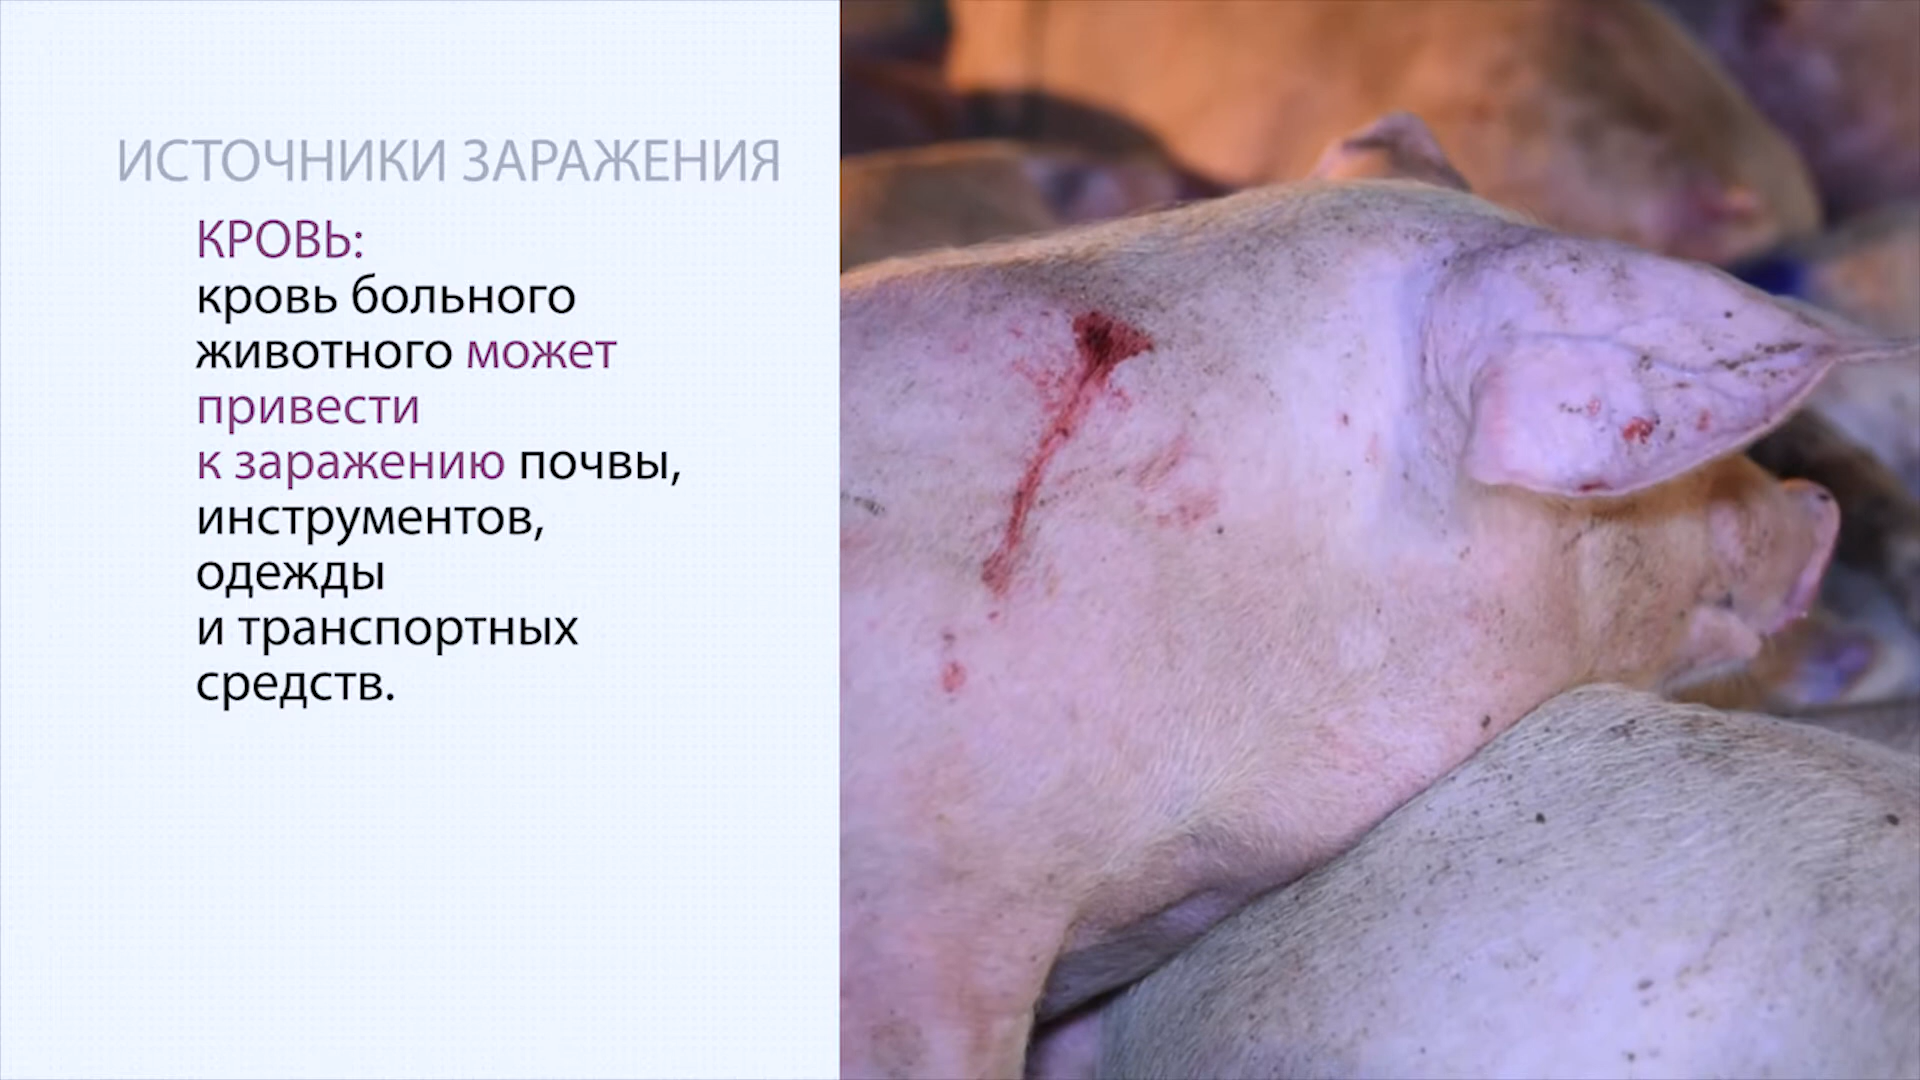 ИСТОЧНИКИ ЗАРАЖЕНИЯ
КРОВЬ:
кровь больного
животного может
привести
к заражению почвы,
инструментов,
одежды
и транспортных
средств.